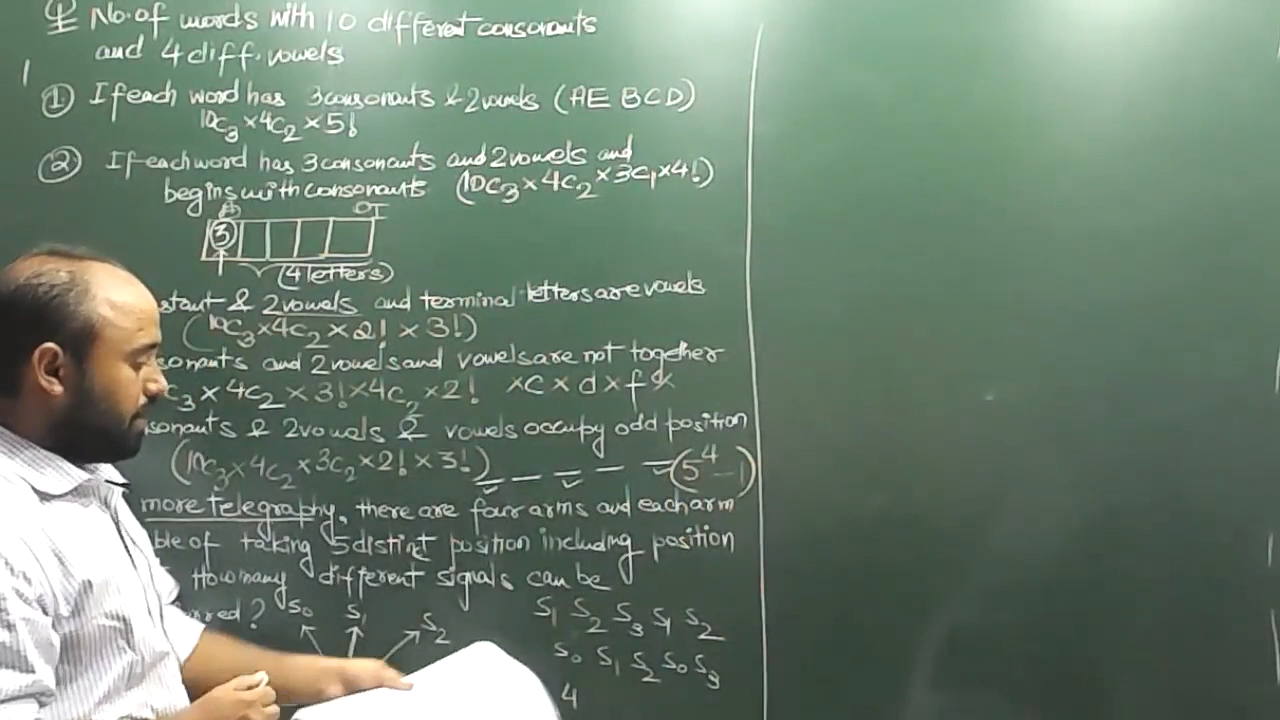 Q No. of words with 10 different consonants
and 4 diff. vowels
① If each word has 3 consonants & 2 vowels (AE BCD)
10C3 × 4C2 × 5!
② If each word has 3 consonants and 2 vowels and
begins with consonants (10C3 × 4C2 × 3C1 × 4!)
3
(4 letters)
stant & 2 vowels and terminal letters are vowels
(10C3 × 4C2 × 2! × 3!)
sonants and 2 vowels and vowels are not together
C3 × 4C2 × 3! × 4C2 × 2! × C × d × f ×
sonants & 2 vowels & vowels occupy odd position
(10C3 × 4C2 × 3C2 × 2! × 3!) (5^4 - 1)
more telegraphy, there are four arms and each arm
ble of taking 5 distinct position including position
How many different signals can be
rred?
S0 S1 S2
S1 S2 S3 S1 S2
S0 S1 S2 S0 S3
4